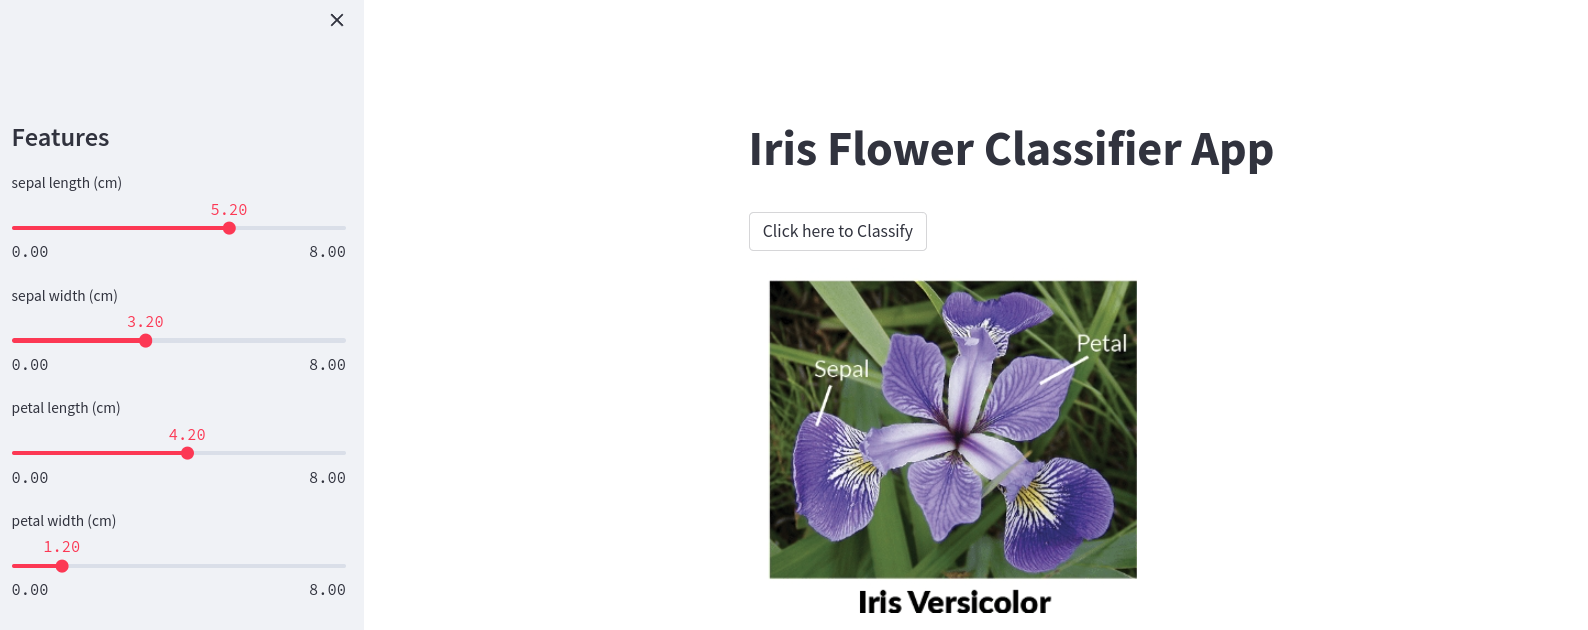 Features
sepal length (cm)
5.20
0.00 8.00
sepal width (cm)
3.20
0.00 8.00
petal length (cm)
4.20
0.00 8.00
petal width (cm)
1.20
0.00 8.00
Iris Flower Classifier App
Click here to Classify
Sepal
Petal
Iris Versicolor